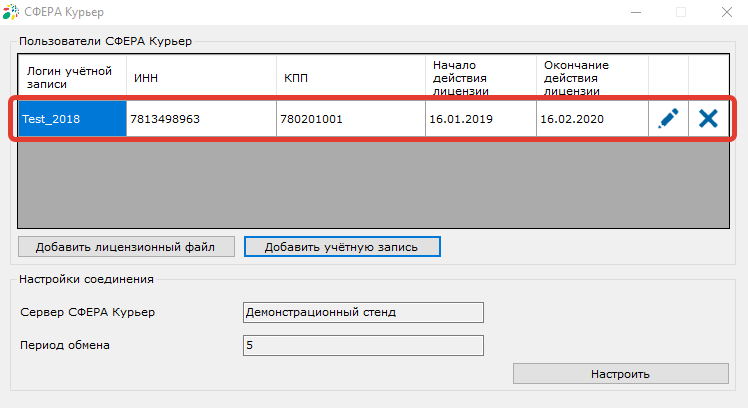 СФЕРА Курьер
Пользователи СФЕРА Курьер
Логин учётной записи
ИНН
КПП
Начало действия лицензии
Окончание действия лицензии
Test_2018 7813498963 780201001 16.01.2019 16.02.2020
Добавить лицензионный файл Добавить учётную запись
Настройки соединения
Сервер СФЕРА Курьер Демонстрационный стенд
Период обмена 5
Настроить